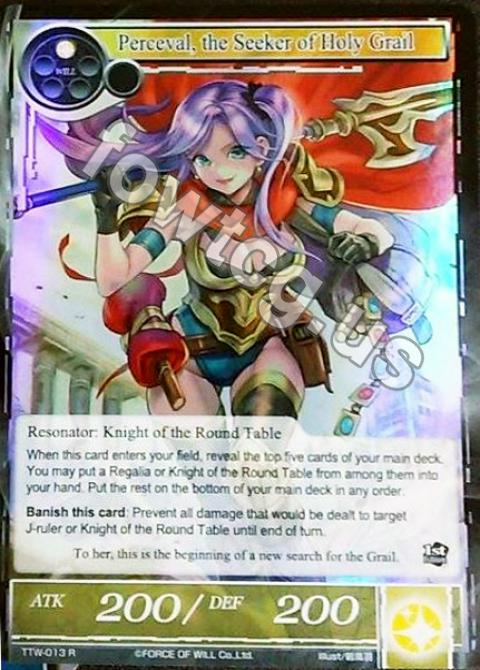 Perceval, the Seeker of Holy Grail
WILL
fowtcg.us
Resonator: Knight of the Round Table
When this card enters your field, reveal the top five cards of your main deck.
You may put a Regalia or Knight of the Round Table from among them into
your hand. Put the rest on the bottom of your main deck in any order.
Banish this card: Prevent all damage that would be dealt to target
J-ruler or Knight of the Round Table until end of turn.
To her, this is the beginning of a new search for the Grail.
1st
ATK 200/ DEF 200
TTW-013 R ©FORCE OF WILL Co.,Ltd. Illust/